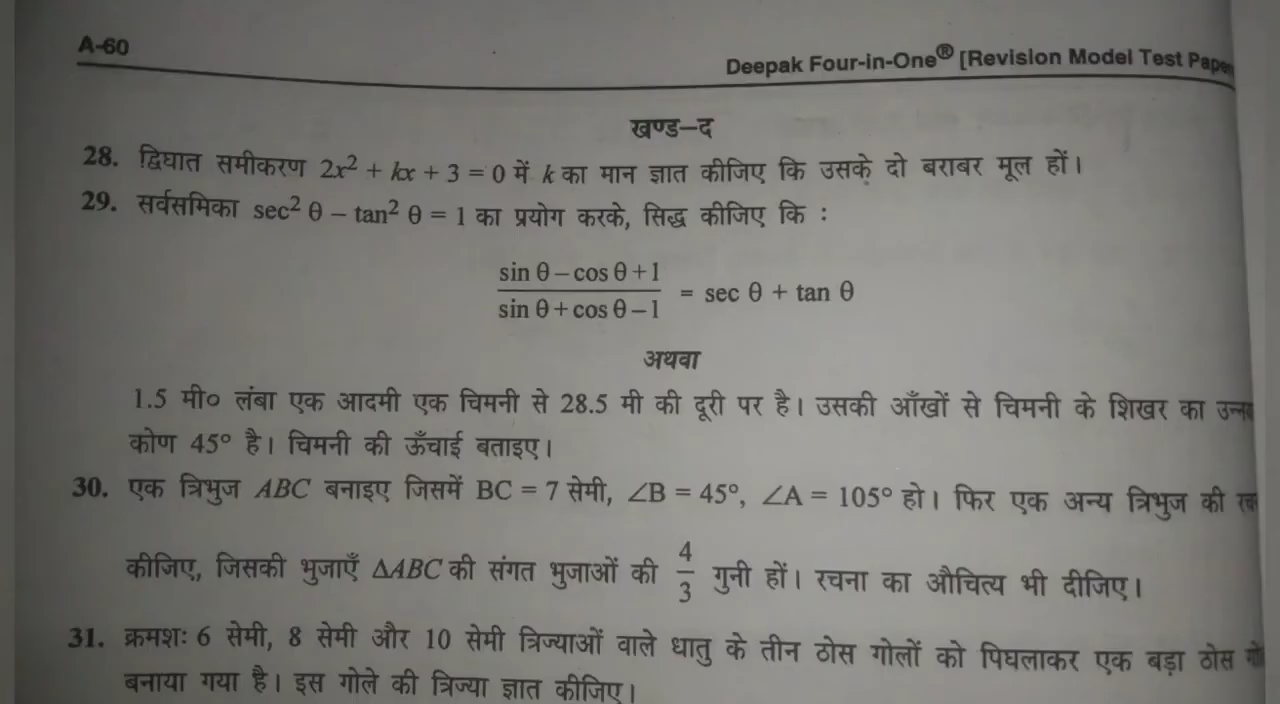 A-60
Deepak Four-in-One® [Revision Model Test Paper
खण्ड–द
28. द्विघात समीकरण 2x² + kx + 3 = 0 में k का मान ज्ञात कीजिए कि उसके दो बराबर मूल हों।
29. सर्वसमिका sec² θ – tan² θ = 1 का प्रयोग करके, सिद्ध कीजिए कि :
sin θ – cos θ + 1
= sec θ + tan θ
sin θ + cos θ – 1
अथवा
1.5 मी० लंबा एक आदमी एक चिमनी से 28.5 मी की दूरी पर है। उसकी आँखों से चिमनी के शिखर का
कोण 45° है। चिमनी की ऊँचाई बताइए।
30. एक त्रिभुज ABC बनाइए जिसमें BC = 7 सेमी, ∠B = 45°, ∠A = 105° हो। फिर एक अन्य त्रिभुज की
कीजिए, जिसकी भुजाएँ ΔABC की संगत भुजाओं की 4/3 गुनी हों। रचना का औचित्य भी दीजिए।
31. क्रमशः 6 सेमी, 8 सेमी और 10 सेमी त्रिज्याओं वाले धातु के तीन ठोस गोलों को पिघलाकर एक बड़ा ठोस
बनाया गया है। इस गोले की त्रिज्या ज्ञात कीजिए।